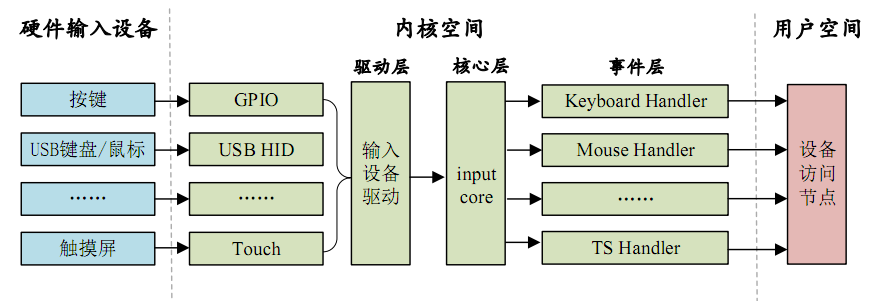 硬件输入设备 内核空间 用户空间
驱动层 核心层 事件层
按键 GPIO Keyboard Handler
USB键盘/鼠标 USB HID Mouse Handler
…… …… ……
触摸屏 Touch TS Handler
输入
设备
驱动
input
core
设备
访问
节点